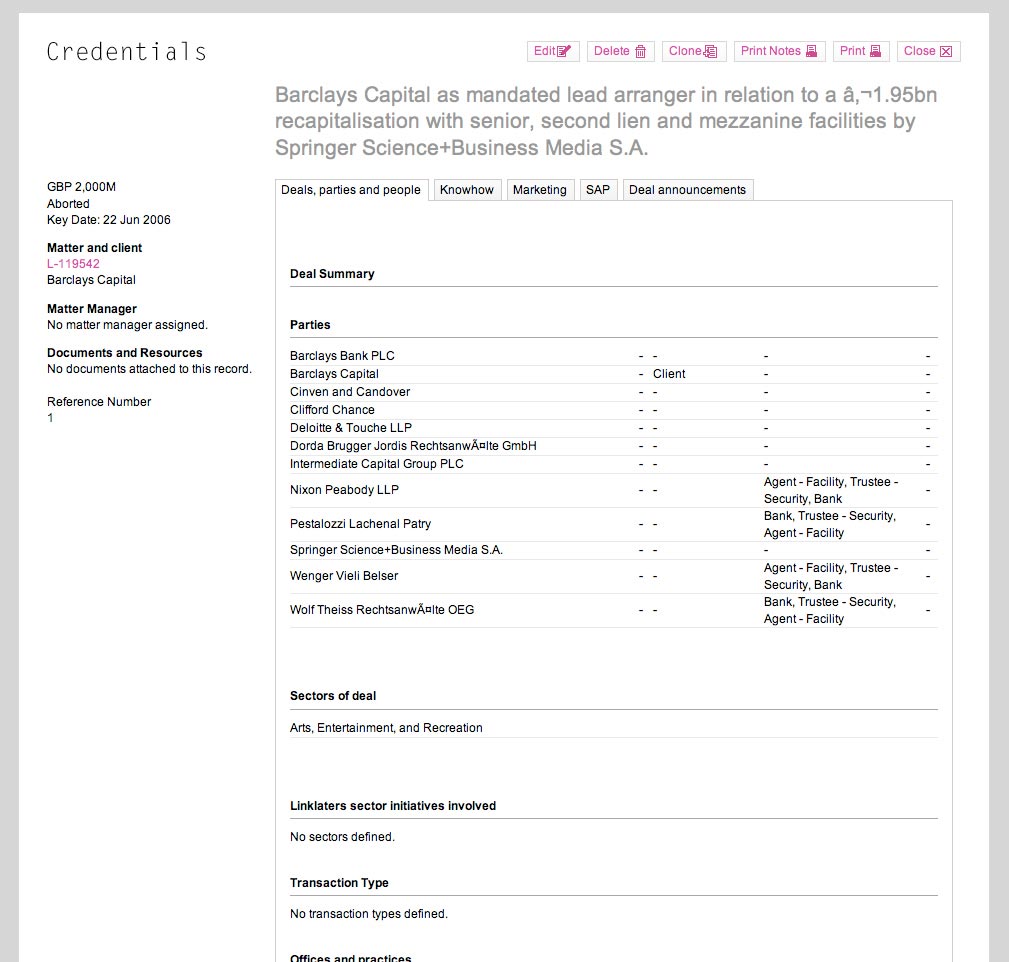 Credentials
Edit
Delete
Clone
Print Notes
Print
Close
Barclays Capital as mandated lead arranger in relation to a â‚¬1.95bn
recapitalisation with senior, second lien and mezzanine facilities by
Springer Science+Business Media S.A.
GBP 2,000M
Aborted
Key Date: 22 Jun 2006
Matter and client
L-119542
Barclays Capital
Matter Manager
No matter manager assigned.
Documents and Resources
No documents attached to this record.
Reference Number
1
Deals, parties and people
Knowhow
Marketing
SAP
Deal announcements
Deal Summary
Parties
Barclays Bank PLC - - - -
Barclays Capital - Client - -
Cinven and Candover - - - -
Clifford Chance - - - -
Deloitte & Touche LLP - - - -
Dorda Brugger Jordis RechtsanwÃ¤lte GmbH - - - -
Intermediate Capital Group PLC - - - -
Nixon Peabody LLP - - Agent - Facility, Trustee -
Security, Bank -
Pestalozzi Lachenal Patry - - Bank, Trustee - Security,
Agent - Facility -
Springer Science+Business Media S.A. - - - -
Wenger Vieli Belser - - Agent - Facility, Trustee -
Security, Bank -
Wolf Theiss RechtsanwÃ¤lte OEG - - Bank, Trustee - Security,
Agent - Facility -
Sectors of deal
Arts, Entertainment, and Recreation
Linklaters sector initiatives involved
No sectors defined.
Transaction Type
No transaction types defined.
Offices and practices